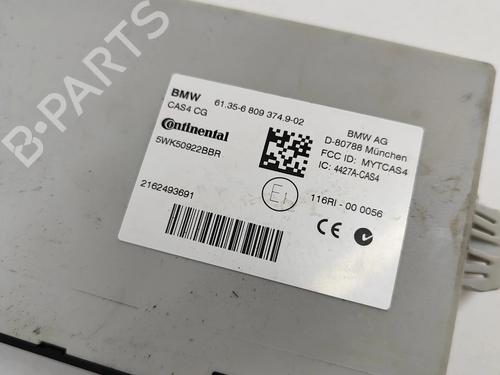 B-PARTS
BMW 61.35-6 809 374.9-02
CAS4 CG
Continental
5WK50922BBR
2162493691
BMW AG
D-80788 München
FCC ID: MYTCAS4
IC: 4427A-CAS4
E1
116RI - 00 0056
CE